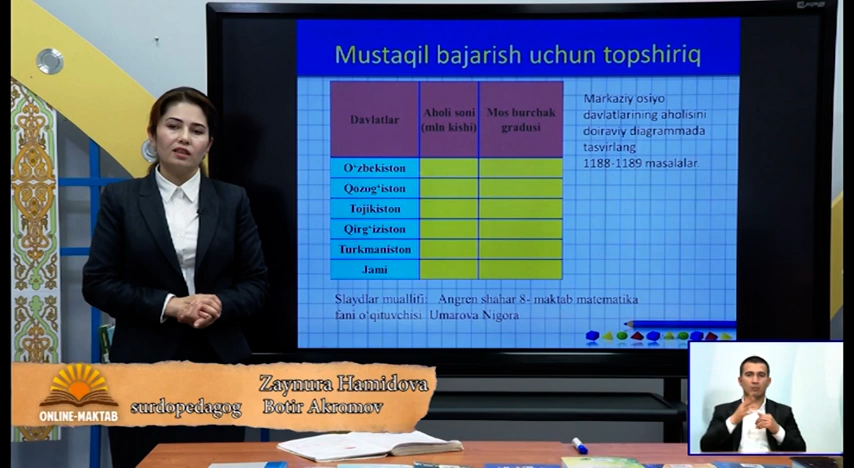 Mustaqil bajarish uchun topshiriq
Davlatlar
Aholi soni
(mln kishi)
Mos burchak
gradusi
O‘zbekiston
Qozog‘iston
Tojikiston
Qirg‘iziston
Turkmaniston
Jami
Markaziy osiyo
davlatlarining aholisini
doiraviy diagrammada
tasvirlang
1188-1189 masalalar.
Slaydlar muallifi: Angren shahar 8- maktab matematika
fani o‘qituvchisi Umarova Nigora
Zaynura Hamidova
surdopedagog Botir Akromov
ONLINE-MAKTAB